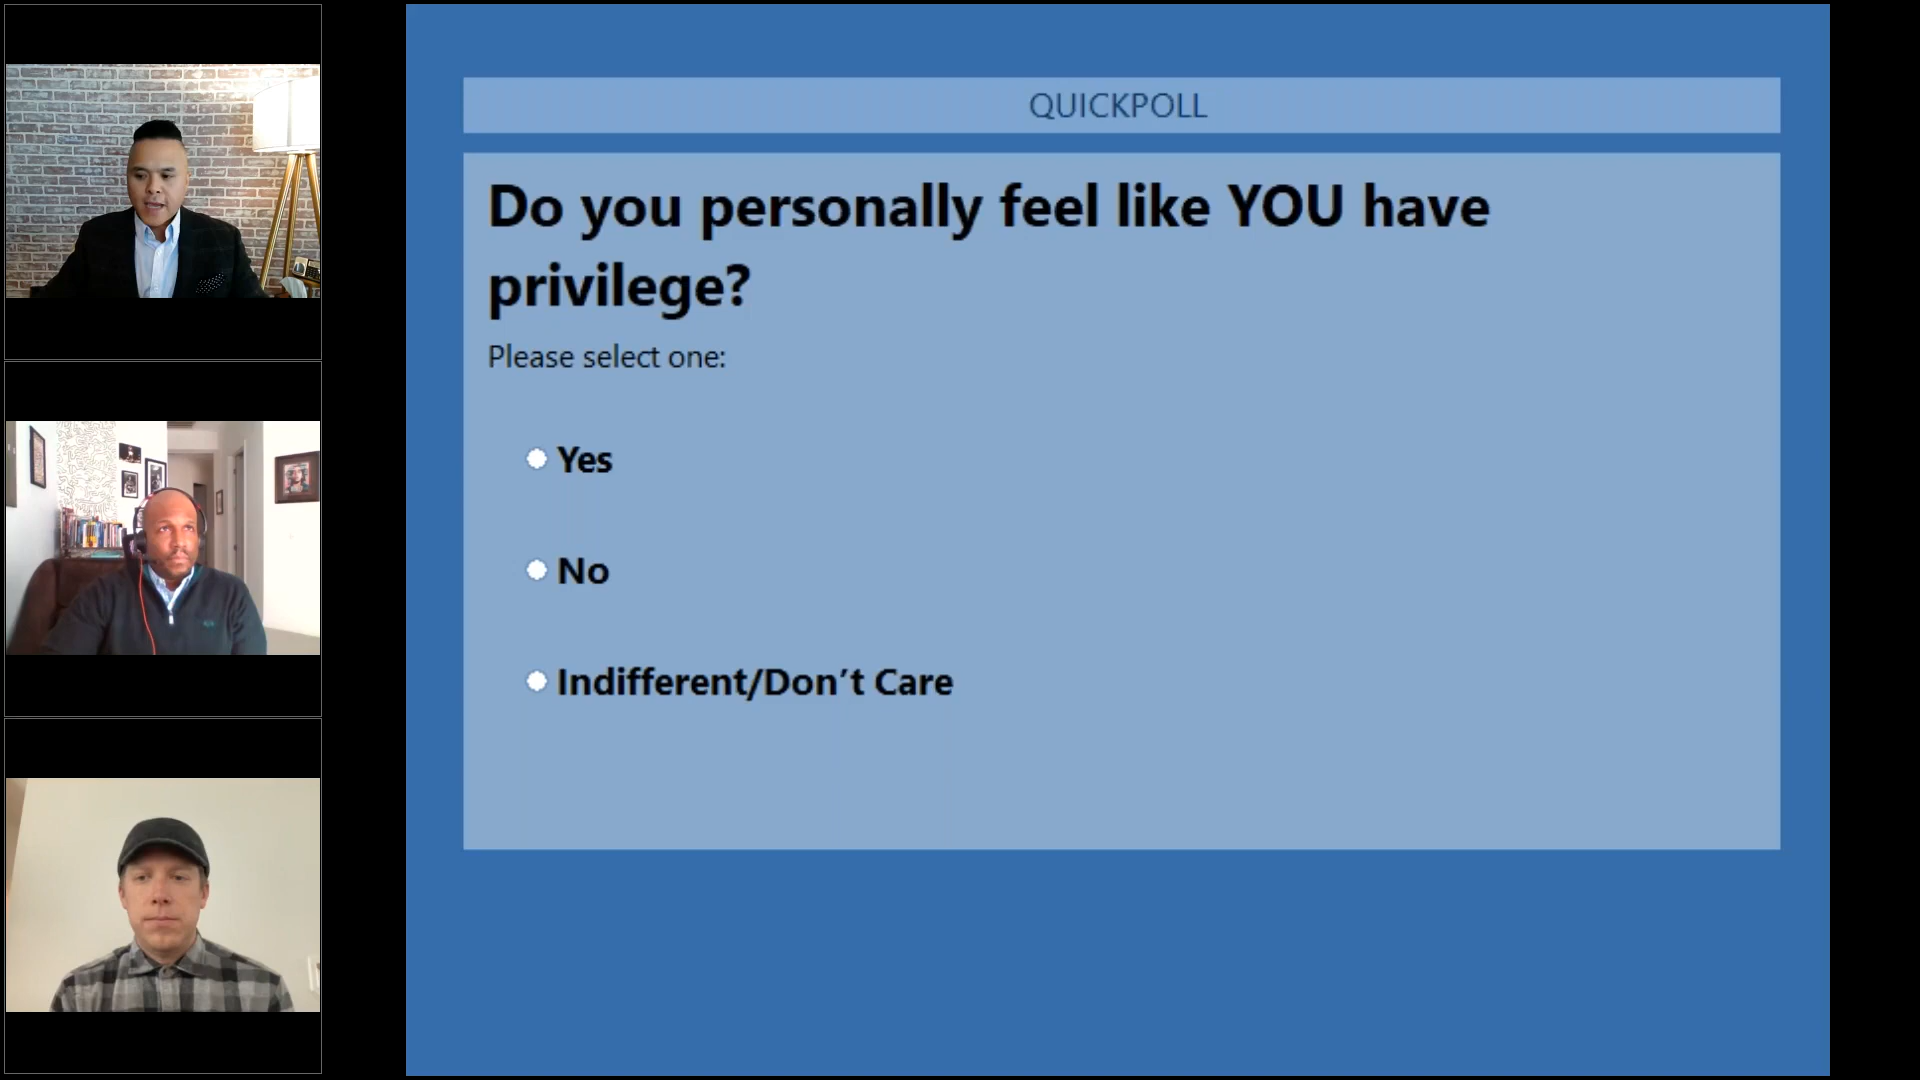 QUICKPOLL
Do you personally feel like YOU have
privilege?
Please select one:
Yes
No
Indifferent/Don’t Care